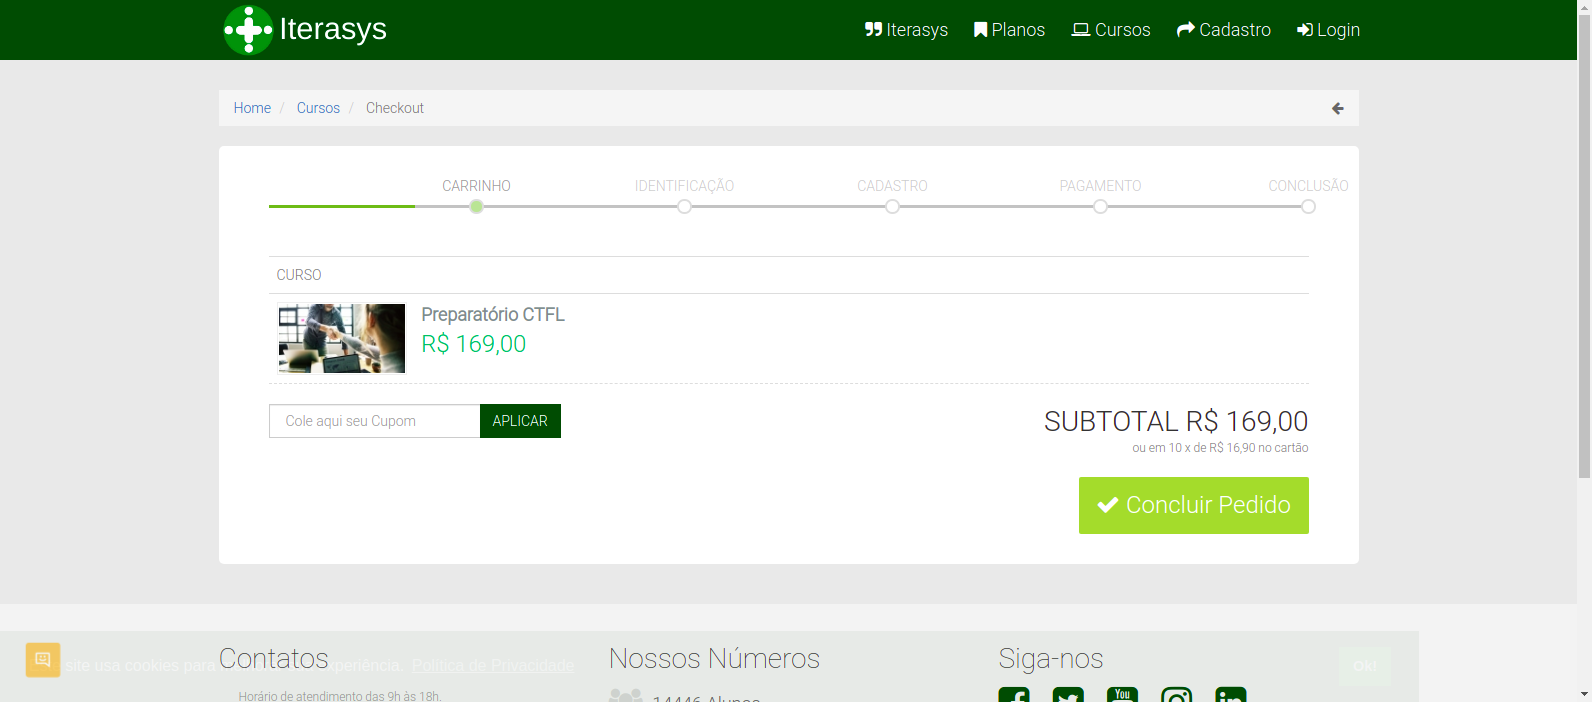 Iterasys
Iterasys Planos Cursos Cadastro Login
Home / Cursos / Checkout
CARRINHO IDENTIFICAÇÃO CADASTRO PAGAMENTO CONCLUSÃO
CURSO
Preparatório CTFL
R$ 169,00
Cole aqui seu Cupom APLICAR
SUBTOTAL R$ 169,00
ou em 10 x de R$ 16,90 no cartão
Concluir Pedido
Contatos Nossos Números Siga-nos
site usa cookies para
Política de Privacidade
Ok!
Horário de atendimento das 9h às 18h.
14446 Alunos
You